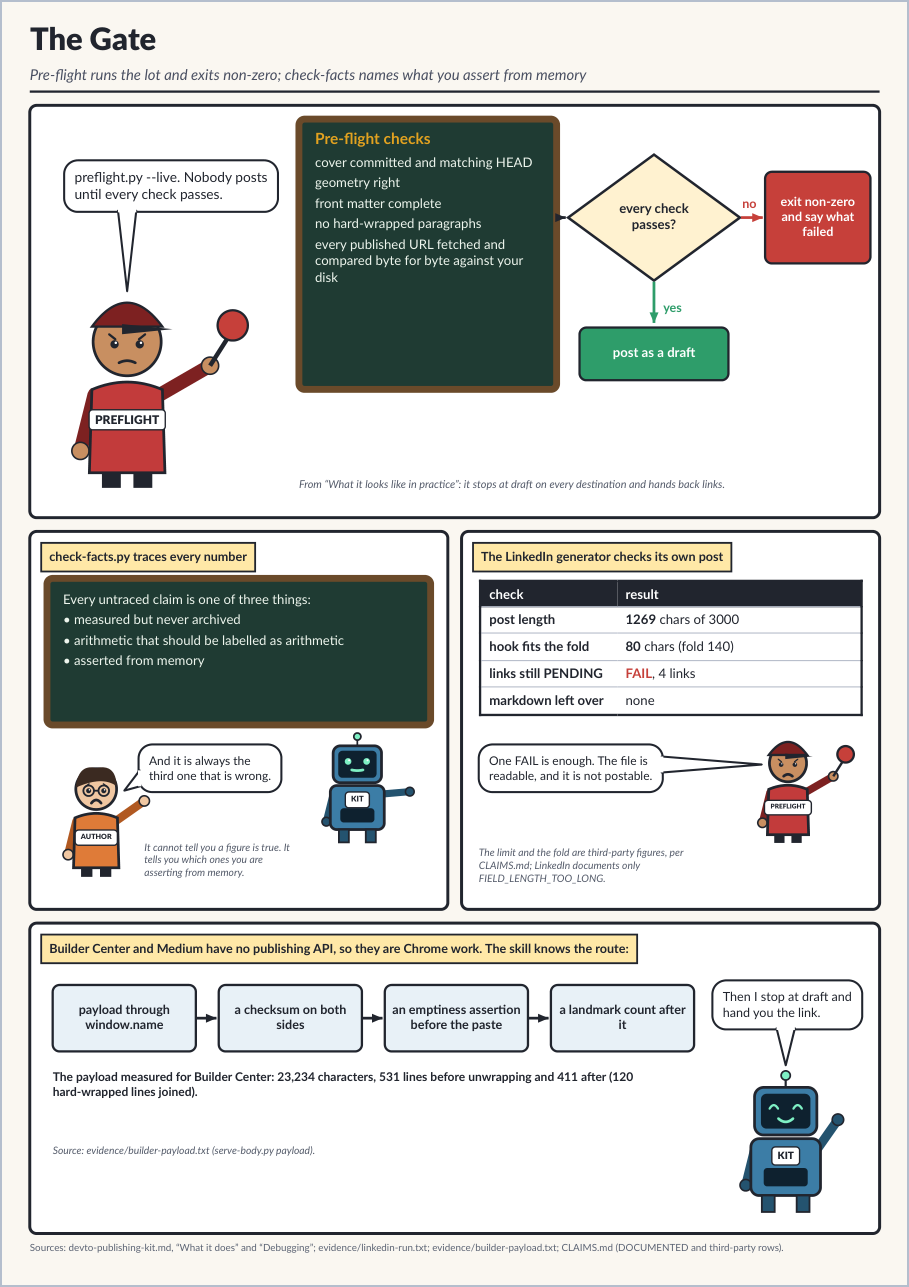 The Gate
Pre-flight runs the lot and exits non-zero; check-facts names what you assert from memory
preflight.py --live. Nobody posts
until every check passes.
PREFLIGHT
Pre-flight checks
cover committed and matching HEAD
geometry right
front matter complete
no hard-wrapped paragraphs
every published URL fetched and
compared byte for byte against your
disk
every check
passes?
no
exit non-zero
and say what
failed
yes
post as a draft
From "What it looks like in practice": it stops at draft on every destination and hands back links.
check-facts.py traces every number
Every untraced claim is one of three things:
• measured but never archived
• arithmetic that should be labelled as arithmetic
• asserted from memory
And it is always the
third one that is wrong.
AUTHOR
KIT
It cannot tell you a figure is true. It
tells you which ones you are
asserting from memory.
The LinkedIn generator checks its own post
check result
post length 1269 chars of 3000
hook fits the fold 80 chars (fold 140)
links still PENDING FAIL, 4 links
markdown left over none
One FAIL is enough. The file is
readable, and it is not postable.
PREFLIGHT
The limit and the fold are third-party figures, per
CLAIMS.md; LinkedIn documents only
FIELD_LENGTH_TOO_LONG.
Builder Center and Medium have no publishing API, so they are Chrome work. The skill knows the route:
payload through
window.name
a checksum on both
sides
an emptiness assertion
before the paste
a landmark count after
it
Then I stop at draft and
hand you the link.
KIT
The payload measured for Builder Center: 23,234 characters, 531 lines before unwrapping and 411 after (120
hard-wrapped lines joined).
Source: evidence/builder-payload.txt (serve-body.py payload).
Sources: devto-publishing-kit.md, "What it does" and "Debugging"; evidence/linkedin-run.txt; evidence/builder-payload.txt; CLAIMS.md (DOCUMENTED and third-party rows).